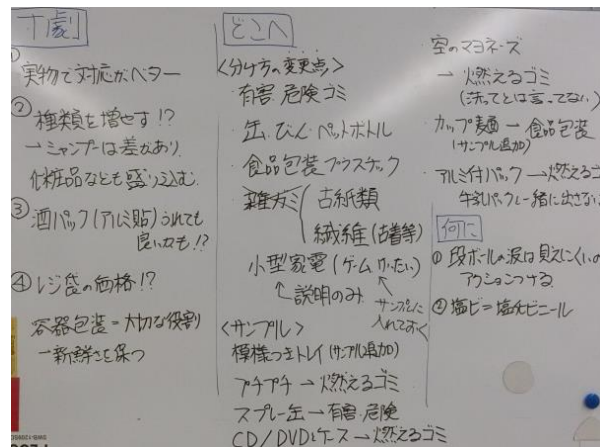 寸劇
①
実物で対応がベター
② 種類を増せす!?
→シャンプーは差があり
化粧品なども盛り込む
③ 酒パック(アルミ貼)うれても
良いかも!?
④ レジ袋の価格!?
容器包装=大切な役割
→新鮮さを保つ
どこへ
<分け方の変更点>
・有害 危険ゴミ
・缶 びん ペットボトル
・食品包装プラスチック
・雑ガミ 古紙類
繊維(古着等)
小型家電(ゲーム けいたい)
説明のみ
サンプルに
入れておく
<サンプル>
模様つきトレイ(サンプル追加)
プチプチ→燃えるゴミ
スプレー缶→有害 危険
CD/DVDとケース→燃えるゴミ
空のマヨネーズ
→燃えるゴミ
(洗ってとは言ってない)
カップ麺→食品包装
(サンプル追加)
アルミ付パック→燃えるゴ
牛乳パックと一緒に出さない
何に
① 段ボールの涙は見えにくいの
アクションつける
② 塩ビ=塩化ビニール